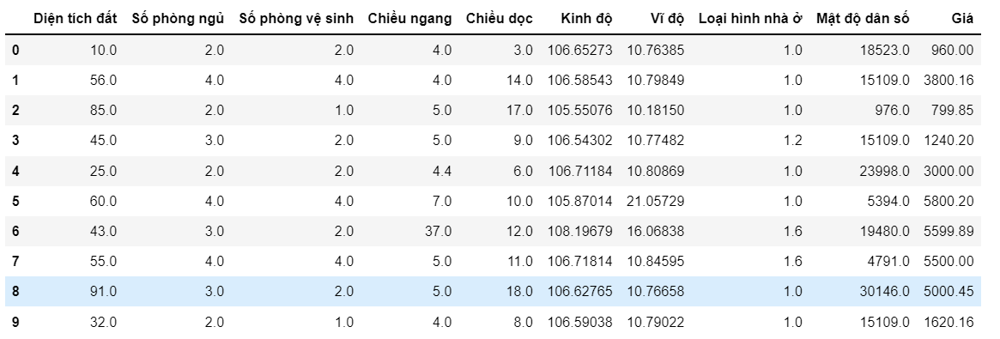 Diện tích đất Số phòng ngủ Số phòng vệ sinh Chiều ngang Chiều dọc Kinh độ Vĩ độ Loại hình nhà ở Mật độ dân số Giá
0 10.0 2.0 2.0 4.0 3.0 106.65273 10.76385 1.0 18523.0 960.00
1 56.0 4.0 4.0 4.0 14.0 106.58543 10.79849 1.0 15109.0 3800.16
2 85.0 2.0 1.0 5.0 17.0 105.55076 10.18150 1.0 976.0 799.85
3 45.0 3.0 2.0 5.0 9.0 106.54302 10.77482 1.2 15109.0 1240.20
4 25.0 2.0 2.0 4.4 6.0 106.71184 10.80869 1.0 23998.0 3000.00
5 60.0 4.0 4.0 7.0 10.0 105.87014 21.05729 1.0 5394.0 5800.20
6 43.0 3.0 2.0 37.0 12.0 108.19679 16.06838 1.6 19480.0 5599.89
7 55.0 4.0 4.0 5.0 11.0 106.71814 10.84595 1.6 4791.0 5500.00
8 91.0 3.0 2.0 5.0 18.0 106.62765 10.76658 1.0 30146.0 5000.45
9 32.0 2.0 1.0 4.0 8.0 106.59038 10.79022 1.0 15109.0 1620.16